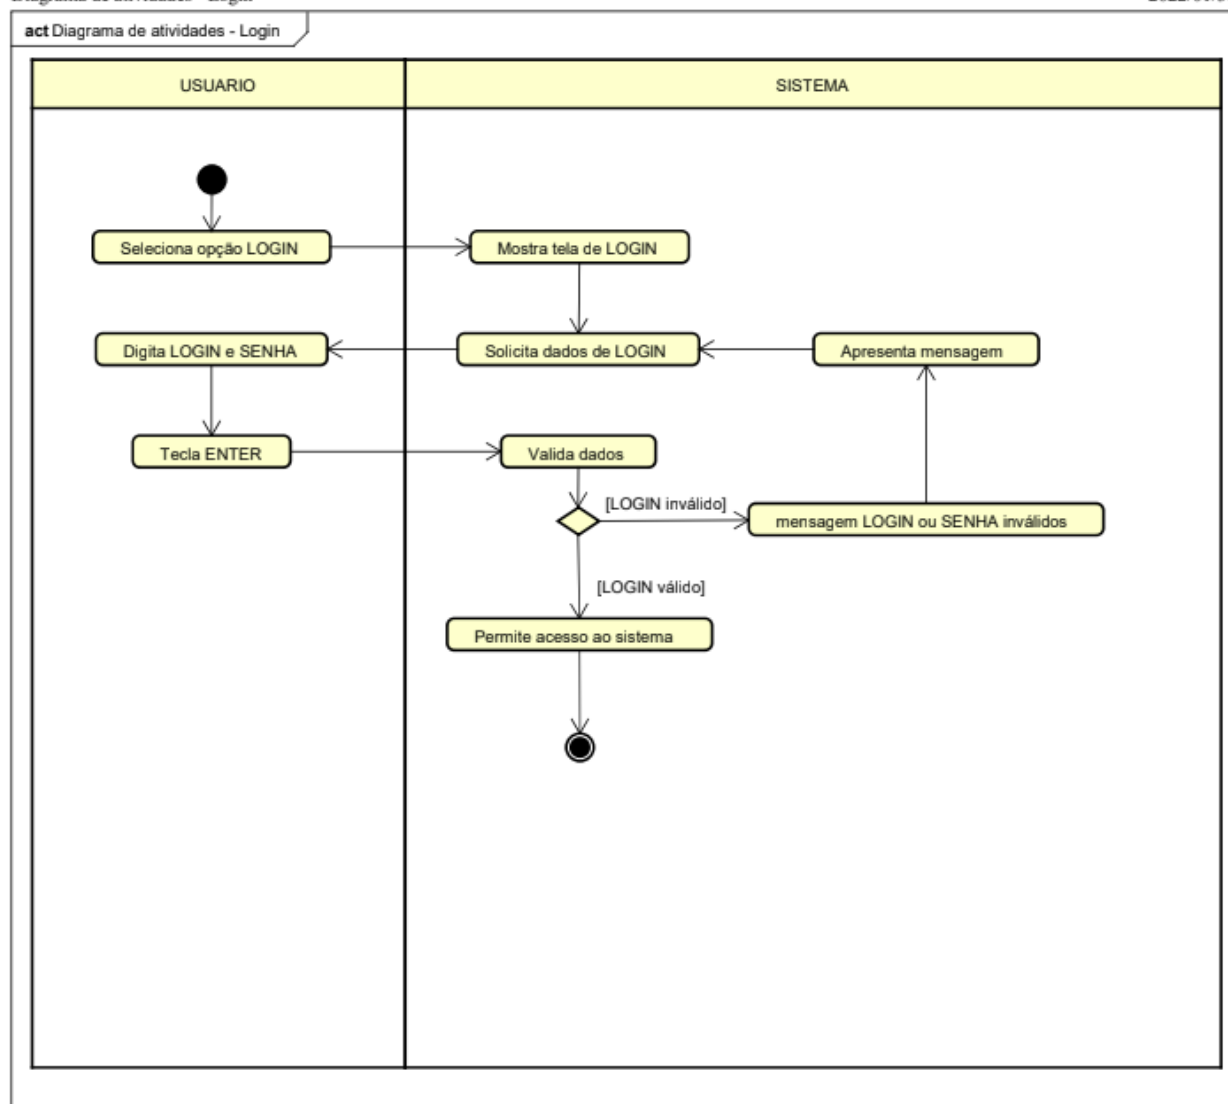 act Diagrama de atividades - Login
USUARIO
SISTEMA
Seleciona opção LOGIN
Mostra tela de LOGIN
Digita LOGIN e SENHA
Solicita dados de LOGIN
Apresenta mensagem
Tecla ENTER
Valida dados
[LOGIN inválido]
mensagem LOGIN ou SENHA inválidos
[LOGIN válido]
Permite acesso ao sistema